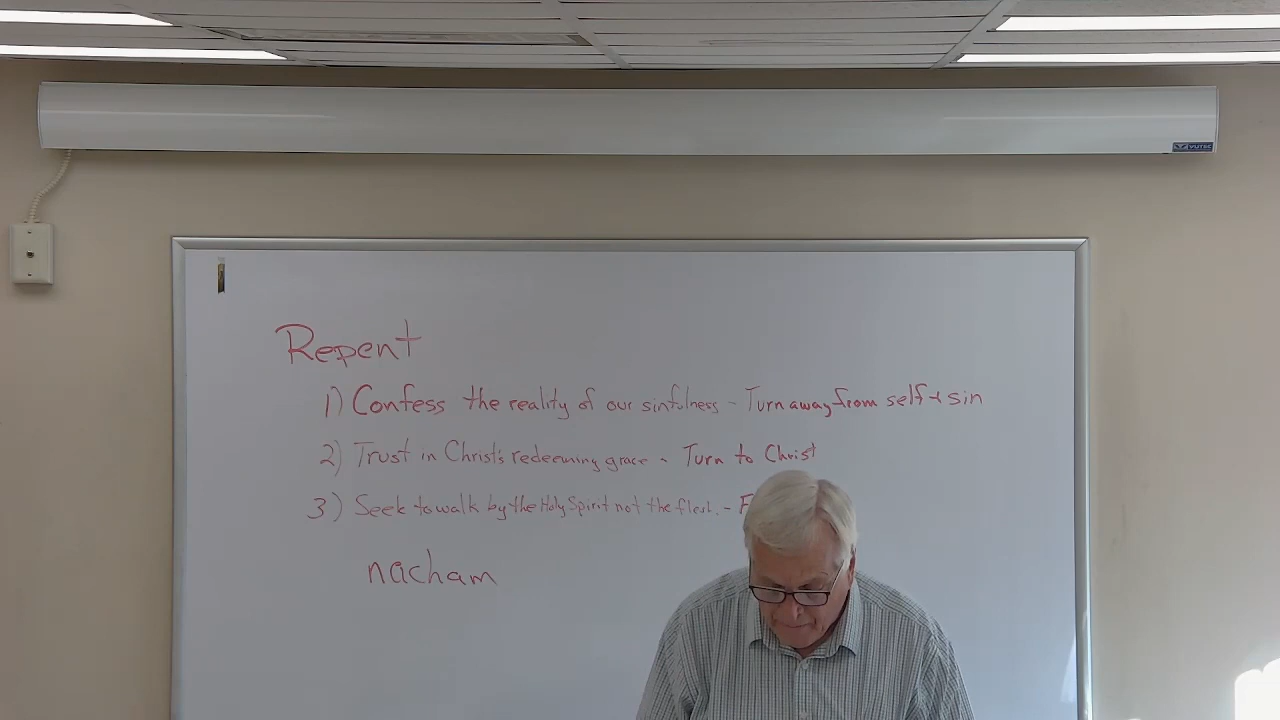 VUTEC
Repent
1) Confess the reality of our sinfulness - Turn away from self & sin
2) Trust in Christ's redeeming grace - Turn to Christ
3) Seek to walk by the Holy Spirit not the flesh. - F
nacham